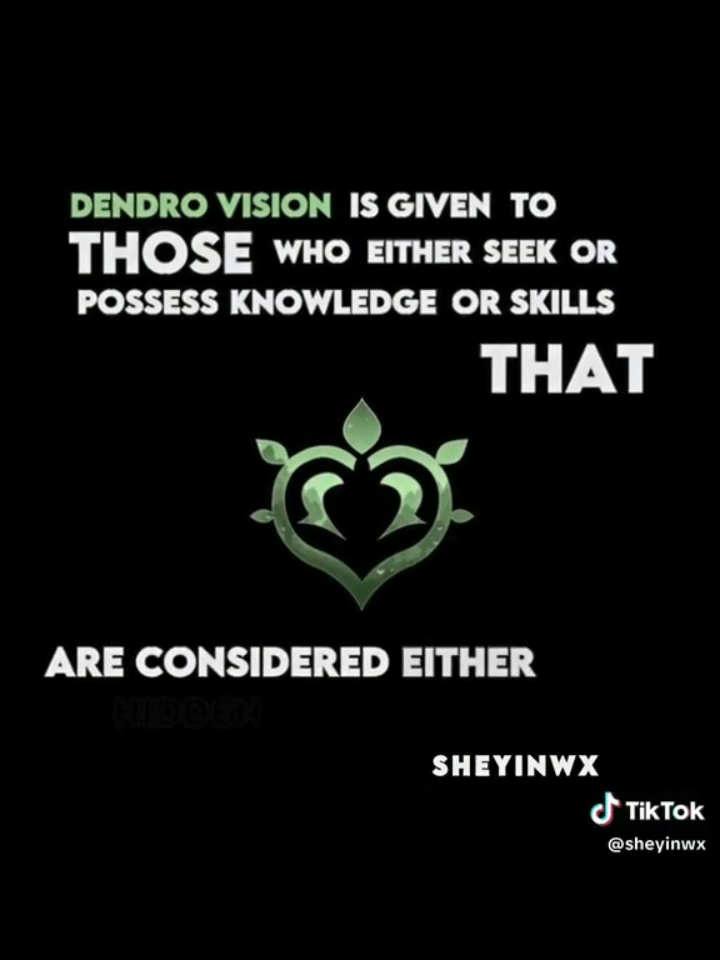 DENDRO VISION IS GIVEN TO
THOSE WHO EITHER SEEK OR
POSSESS KNOWLEDGE OR SKILLS
THAT
ARE CONSIDERED EITHER
HIDDEN
SHEYINWX
TikTok
@sheyinwx